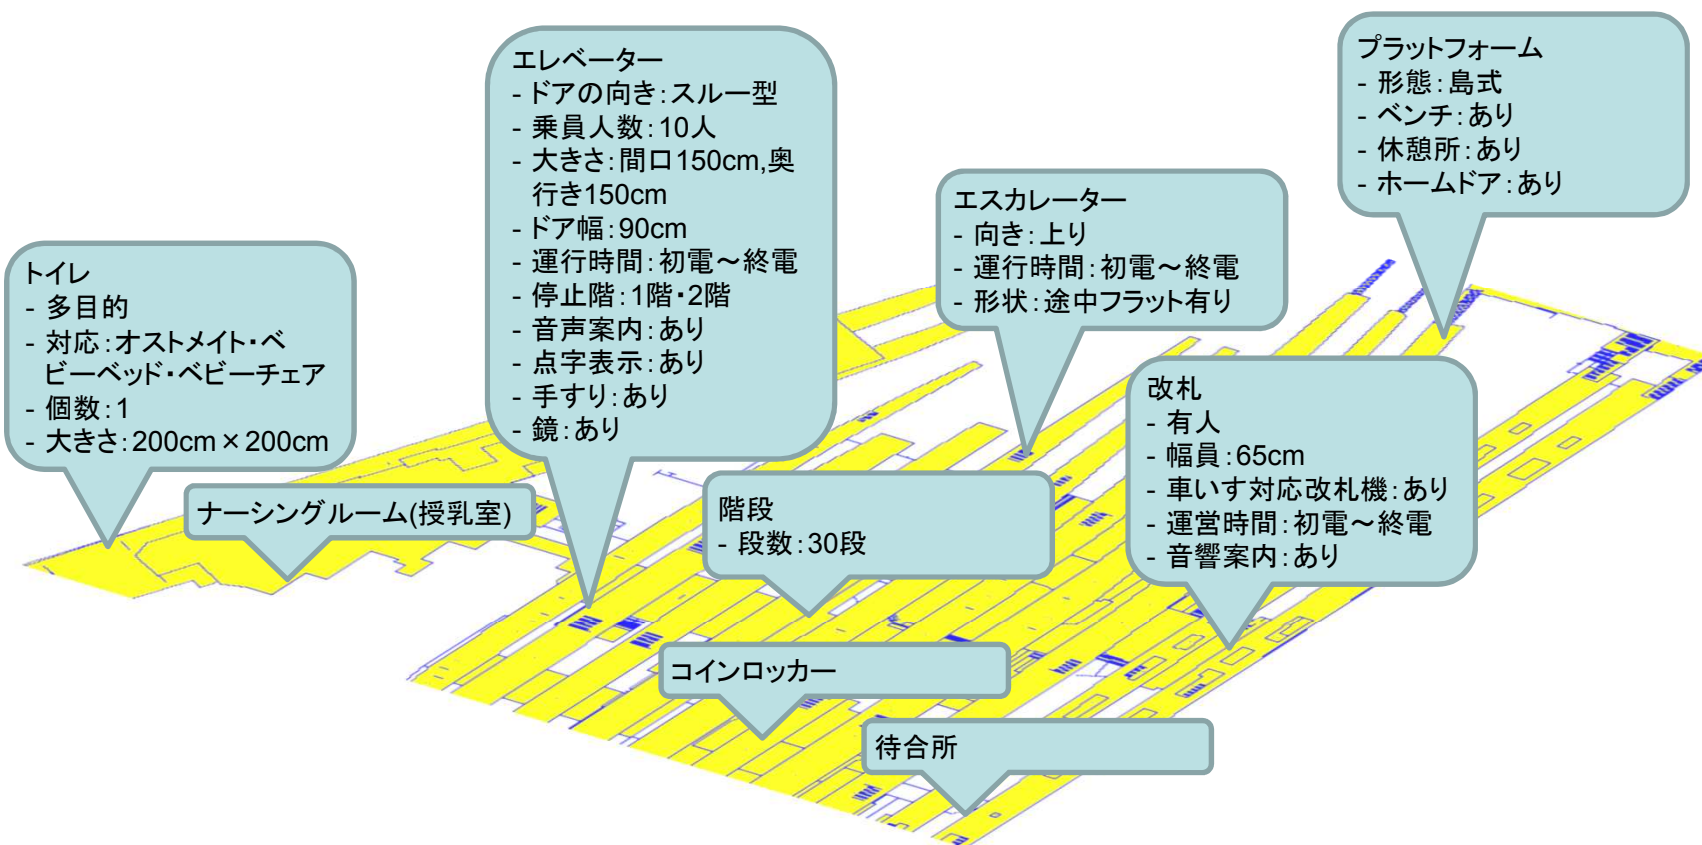 トイレ
- 多目的
- 対応:オストメイト・ベ
ビーベッド・ベビーチェア
- 個数:1
- 大きさ:200cm×200cm
ナーシングルーム(授乳室)
エレベーター
- ドアの向き:スルー型
- 乗員人数:10人
- 大きさ:間口150cm,奥
行き150cm
- ドア幅:90cm
- 運行時間:初電～終電
- 停止階:1階・2階
- 音声案内:あり
- 点字表示:あり
- 手すり:あり
- 鏡:あり
階段
- 段数:30段
コインロッカー
待合所
エスカレーター
- 向き:上り
- 運行時間:初電～終電
- 形状:途中フラット有り
プラットフォーム
- 形態:島式
- ベンチ:あり
- 休憩所:あり
- ホームドア:あり
改札
- 有人
- 幅員:65cm
- 車いす対応改札機:あり
- 運営時間:初電～終電
- 音響案内:あり